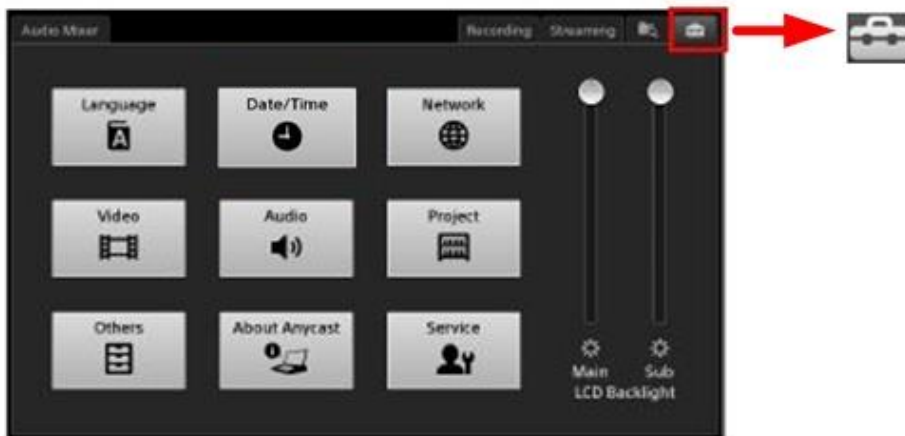 Audio Mixer
Recording
Streaming
Language
Date/Time
Network
A
Video
Audio
Project
Others
About Anycast
Service
Main
Sub
LCD Backlight